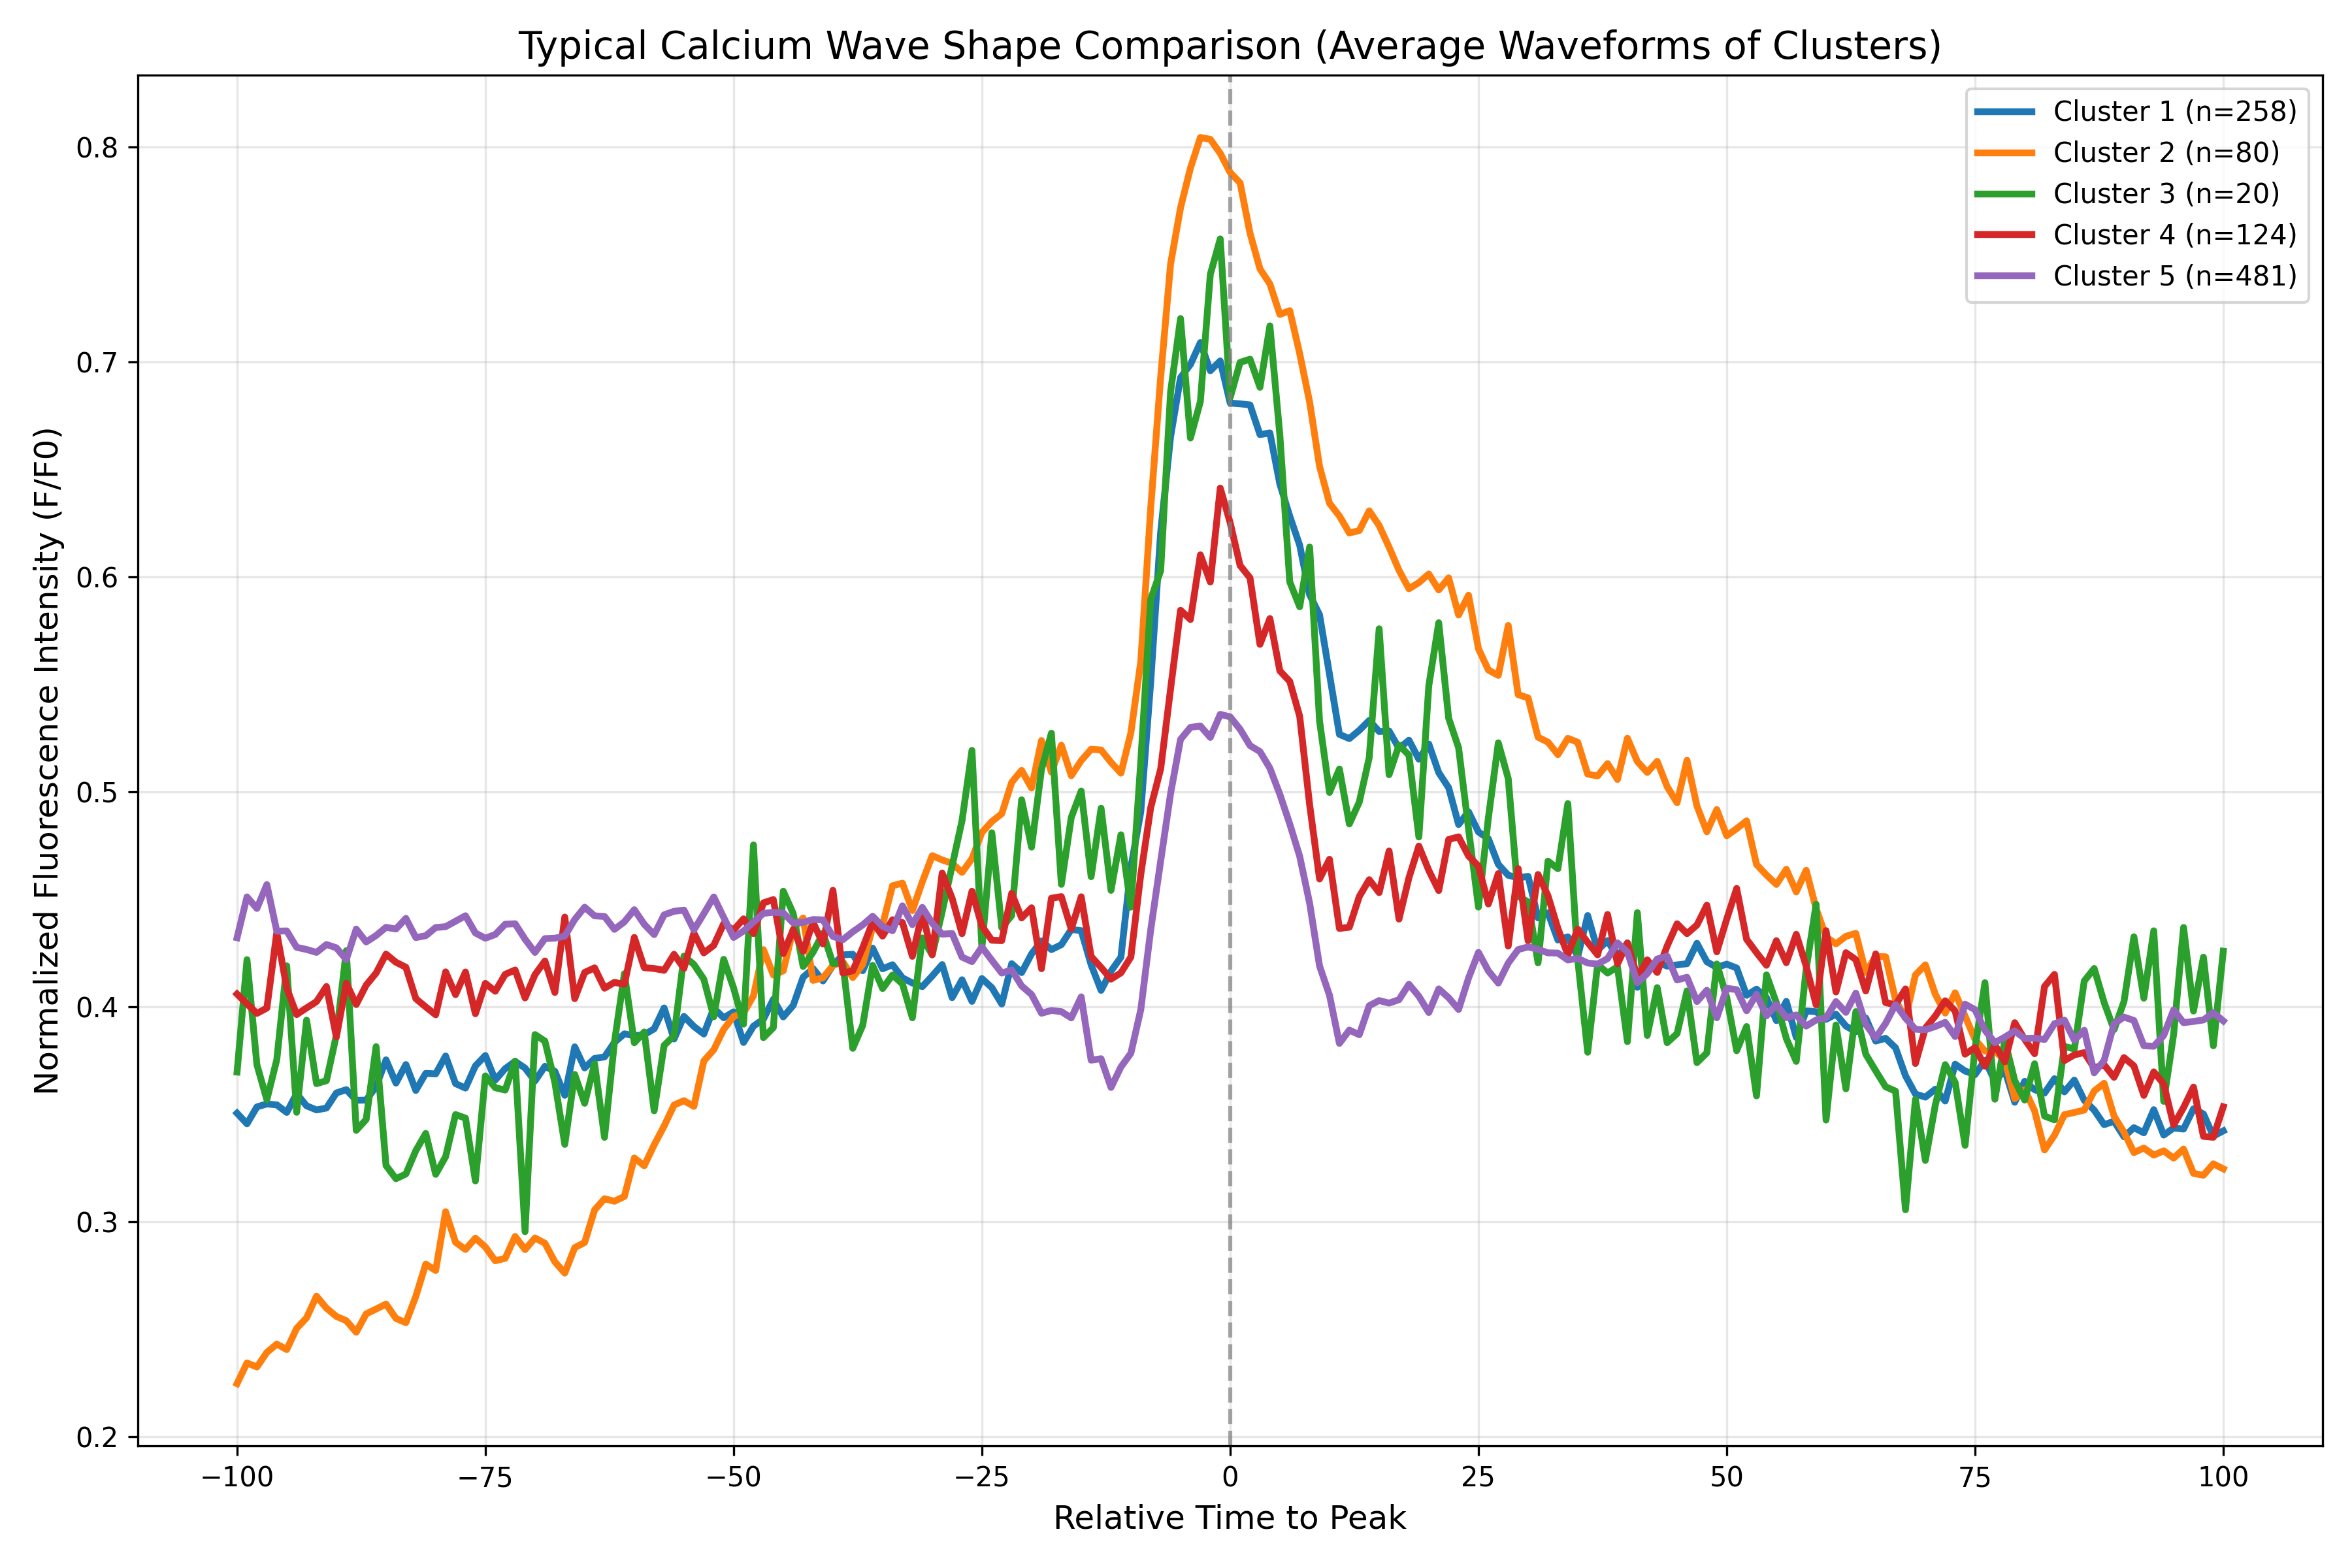 Typical Calcium Wave Shape Comparison (Average Waveforms of Clusters)
Cluster 1 (n=258)
Cluster 2 (n=80)
Cluster 3 (n=20)
Cluster 4 (n=124)
Cluster 5 (n=481)
Normalized Fluorescence Intensity (F/F0)
0.8
0.7
0.6
0.5
0.4
0.3
0.2
−100
−75
−50
−25
0
25
50
75
100
Relative Time to Peak